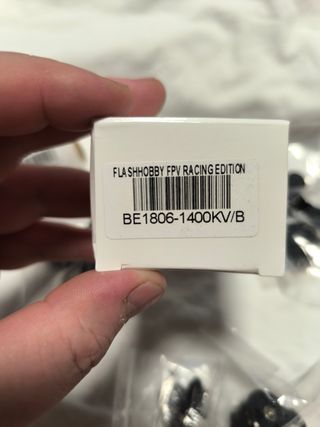 FLASHHOBBY FPV RACING EDITION
BE1806-1400KV/B